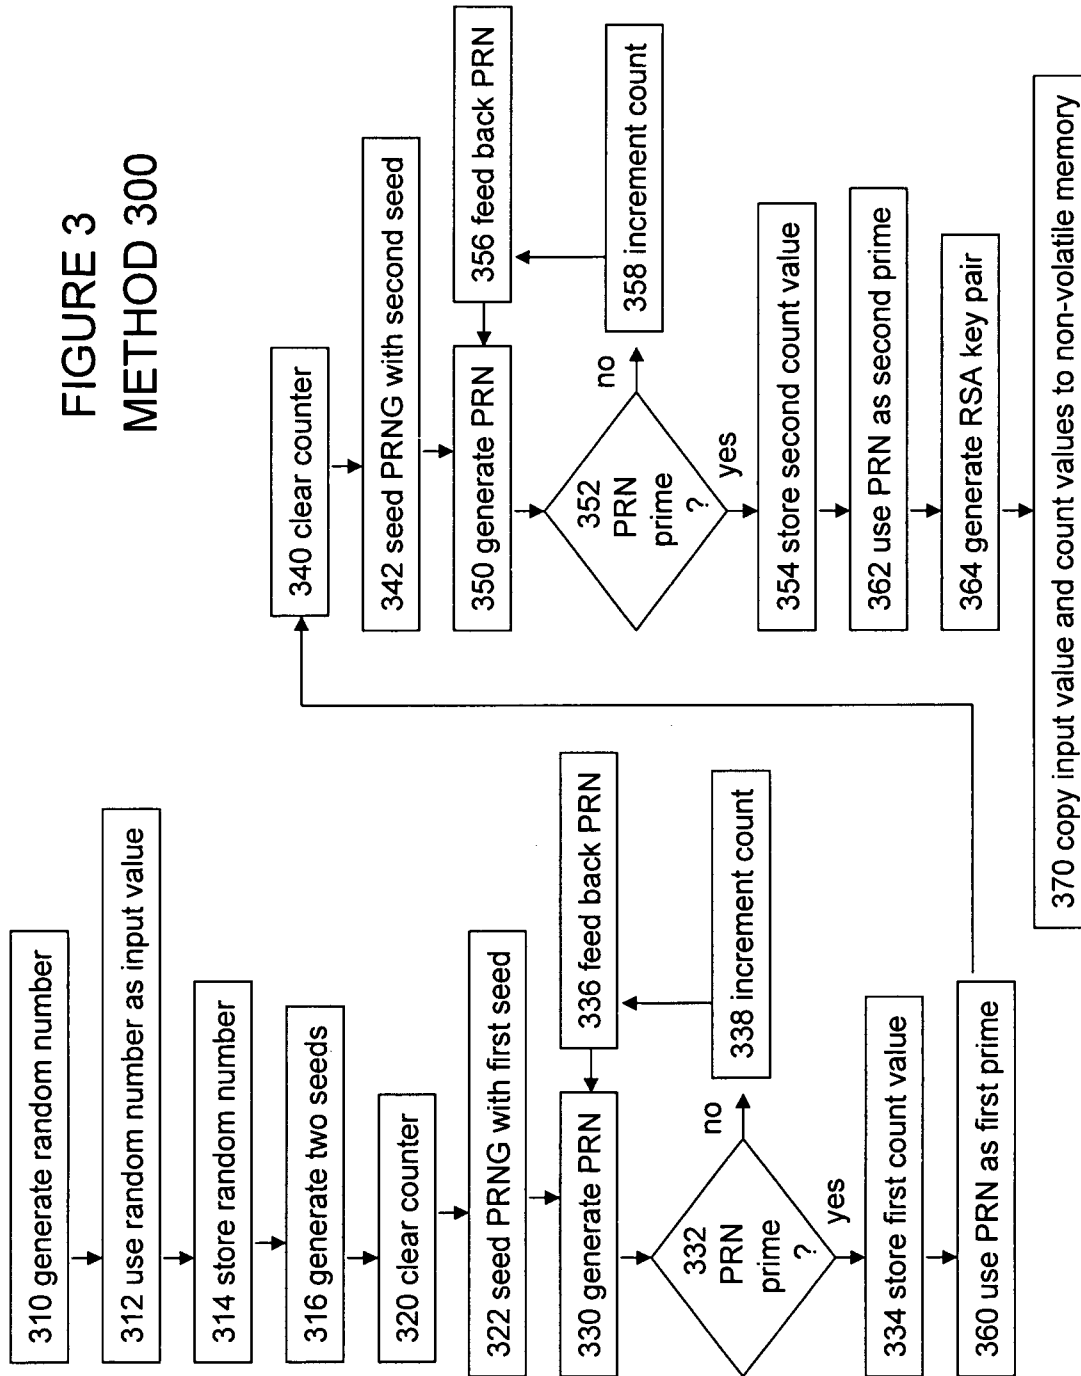 FIGURE 3
METHOD 300
310 generate random number
312 use random number as input value
314 store random number
316 generate two seeds
320 clear counter
322 seed PRNG with first seed
330 generate PRN
336 feed back PRN
332
PRN
prime
?
no
338 increment count
yes
334 store first count value
360 use PRN as first prime
340 clear counter
342 seed PRNG with second seed
350 generate PRN
356 feed back PRN
352
PRN
prime
?
no
358 increment count
yes
354 store second count value
362 use PRN as second prime
364 generate RSA key pair
370 copy input value and count values to non-volatile memory